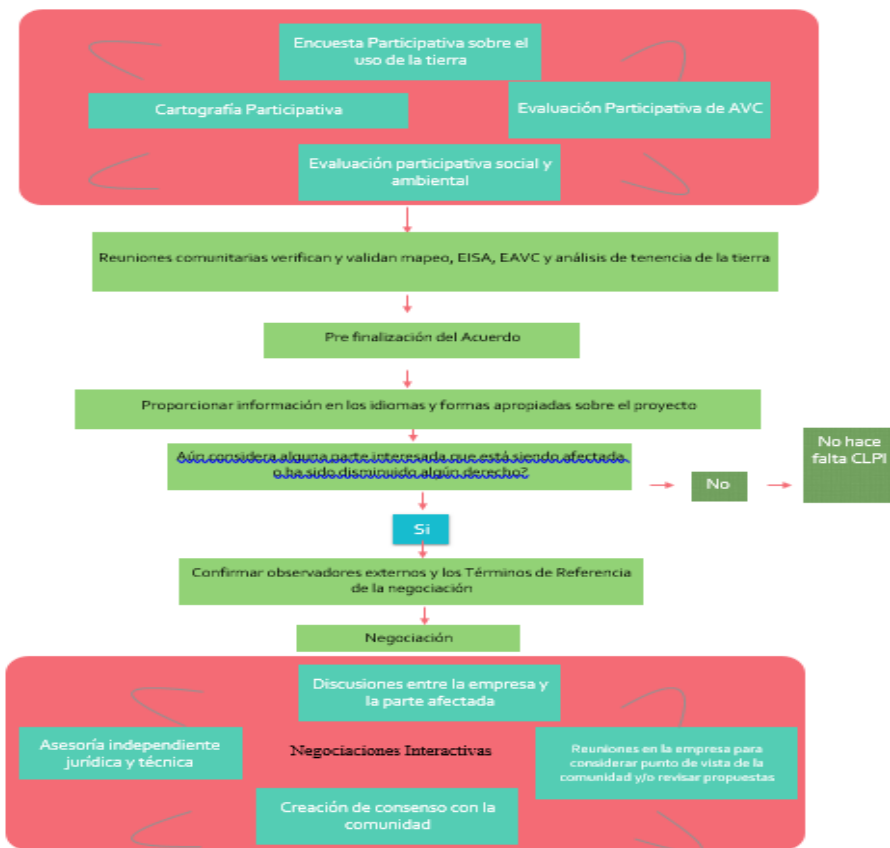 Encuesta Participativa sobre el
uso de la tierra
Cartografía Participativa
Evaluación Participativa de AVC
Evaluación participativa social y
ambiental
Reuniones comunitarias verifican y validan mapeo, EISA, EAVC y análisis de tenencia de la tierra
Pre finalización del Acuerdo
Proporcionar información en los idiomas y formas apropiadas sobre el proyecto
Aún considera alguna parte interesada que está siendo afectada
o ha sido disminuido algún derecho?
No
No hace
falta CLPI
Si
Confirmar observadores externos y los Términos de Referencia
de la negociación
Negociación
Discusiones entre la empresa y
la parte afectada
Asesoría independiente
jurídica y técnica
Negociaciones Interactivas
Reuniones en la empresa para
considerar punto de vista de la
comunidad y/o revisar propuestas
Creación de consenso con la
comunidad